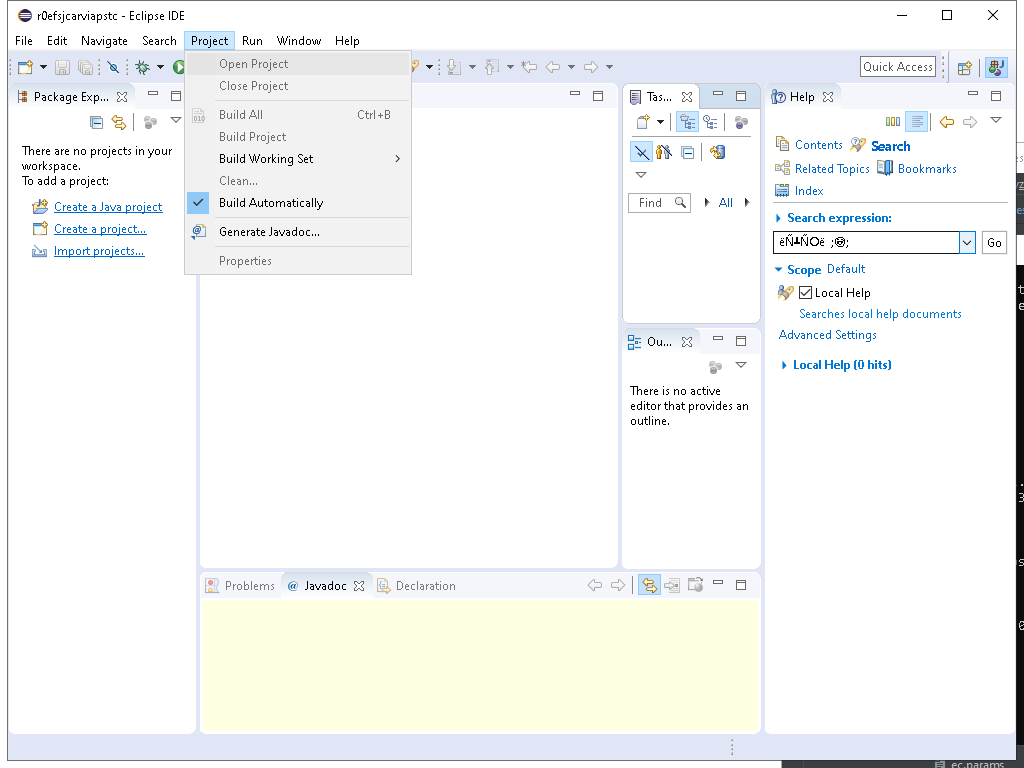 r0efsjcarviapstc - Eclipse IDE
File Edit Navigate Search Project Run Window Help
Quick Access
Open Project
Close Project
Build All Ctrl+B
Build Project
Build Working Set
Clean...
Build Automatically
Generate Javadoc...
Properties
Package Exp...
There are no projects in your
workspace.
To add a project:
Create a Java project
Create a project...
Import projects...
Tas...
Find All
Ou...
There is no active
editor that provides an
outline.
Help
Contents Search
Related Topics Bookmarks
Index
Search expression:
Go
Scope Default
Local Help
Searches local help documents
Advanced Settings
Local Help (0 hits)
Problems @ Javadoc Declaration
ec.params